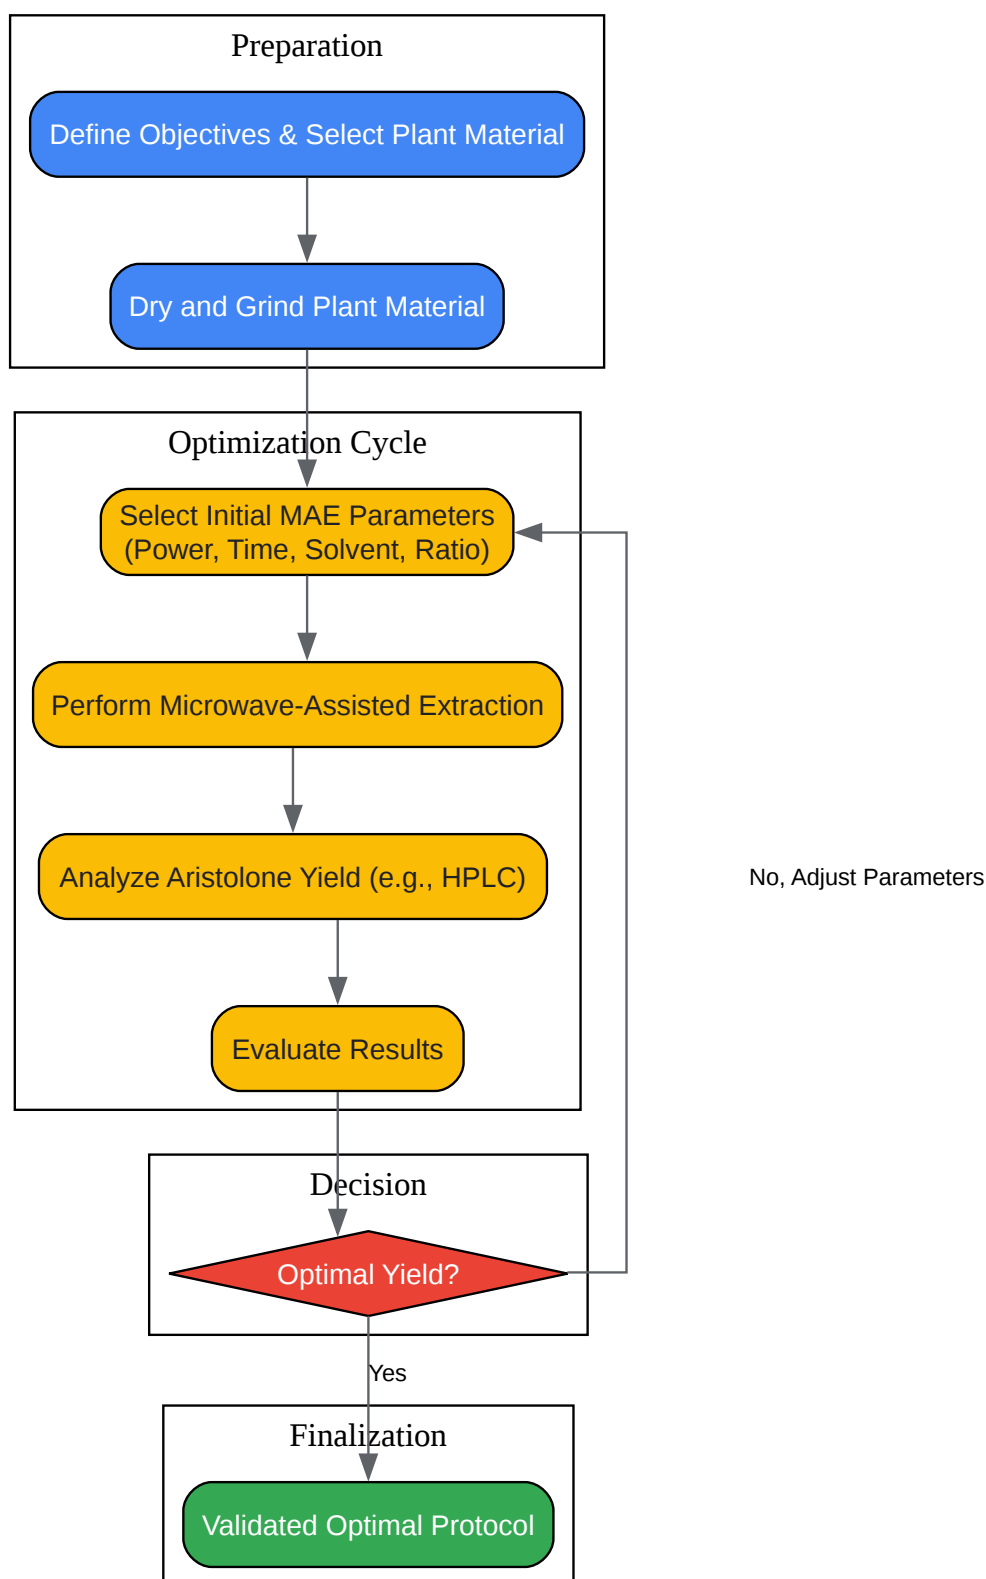 Preparation
Define Objectives & Select Plant Material
Dry and Grind Plant Material
Optimization Cycle
Select Initial MAE Parameters
(Power, Time, Solvent, Ratio)
Perform Microwave-Assisted Extraction
Analyze Aristolone Yield (e.g., HPLC)
No, Adjust Parameters
Evaluate Results
Decision
Optimal Yield?
Yes
Finalization
Validated Optimal Protocol